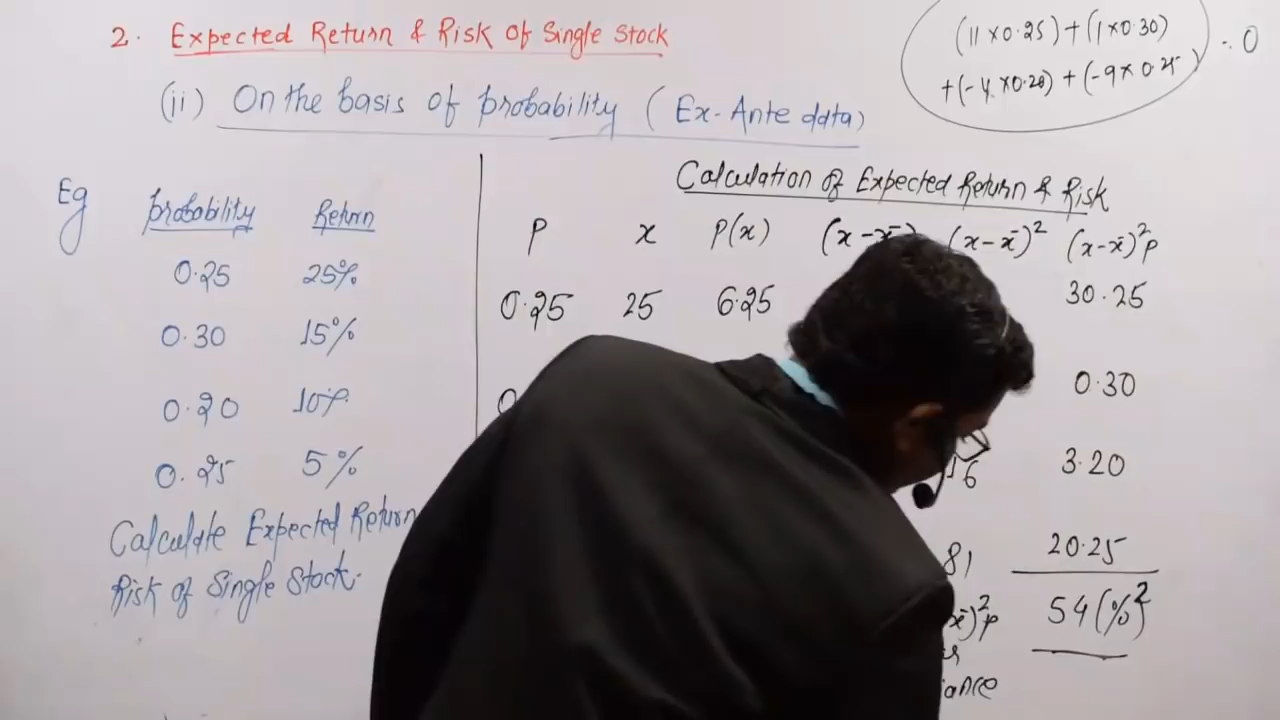 2. Expected Return & Risk Of Single Stock
(11×0.25)+(1×0.30)
+(-4×0.20)+(-9×0.25) = 0
(ii) On the basis of probability (Ex-Ante data)
Eg
Probability Return
0.25 25%
0.30 15%
0.20 10%
0.25 5%
Calculate Expected Return
Risk of Single Stock.
Calculation of Expected Return & Risk
P x P(x) (x-x̄) (x-x̄)² (x-x̄)²p
0.25 25 6.25 30.25
0.30
16 3.20
81 20.25
x̄)²p 54(%)²